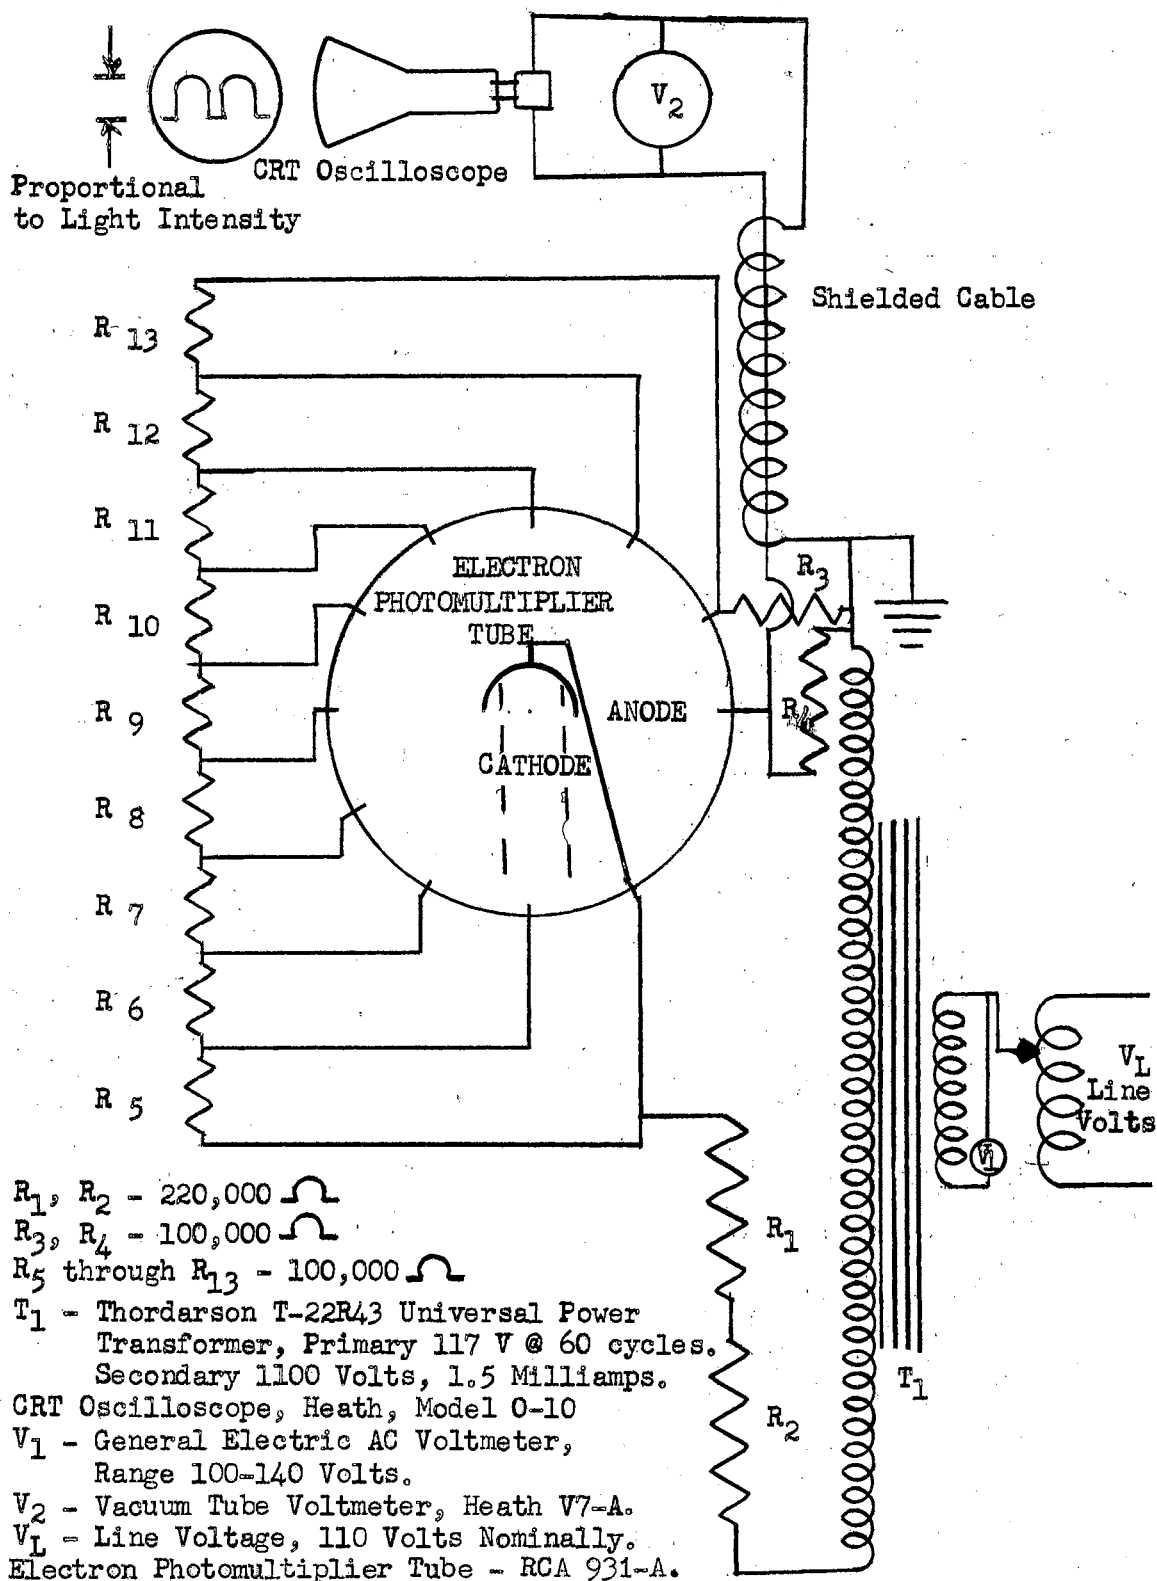 V2
CRT Oscilloscope
Proportional
to Light Intensity
Shielded Cable
R 13
R 12
R 11
R 10
R 9
R 8
R 7
R 6
R 5
ELECTRON
PHOTOMULTIPLIER
TUBE
ANODE
CATHODE
R3
R4
VL
Line
Volts
V1
R1
R2
T1
R1, R2 - 220,000 Ω
R3, R4 - 100,000 Ω
R5 through R13 - 100,000 Ω
T1 - Thordarson T-22R43 Universal Power
Transformer, Primary 117 V @ 60 cycles.
Secondary 1100 Volts, 1.5 Milliamps.
CRT Oscilloscope, Heath, Model O-10
V1 - General Electric AC Voltmeter,
Range 100-140 Volts.
V2 - Vacuum Tube Voltmeter, Heath V7-A.
VL - Line Voltage, 110 Volts Nominally.
Electron Photomultiplier Tube - RCA 931-A.